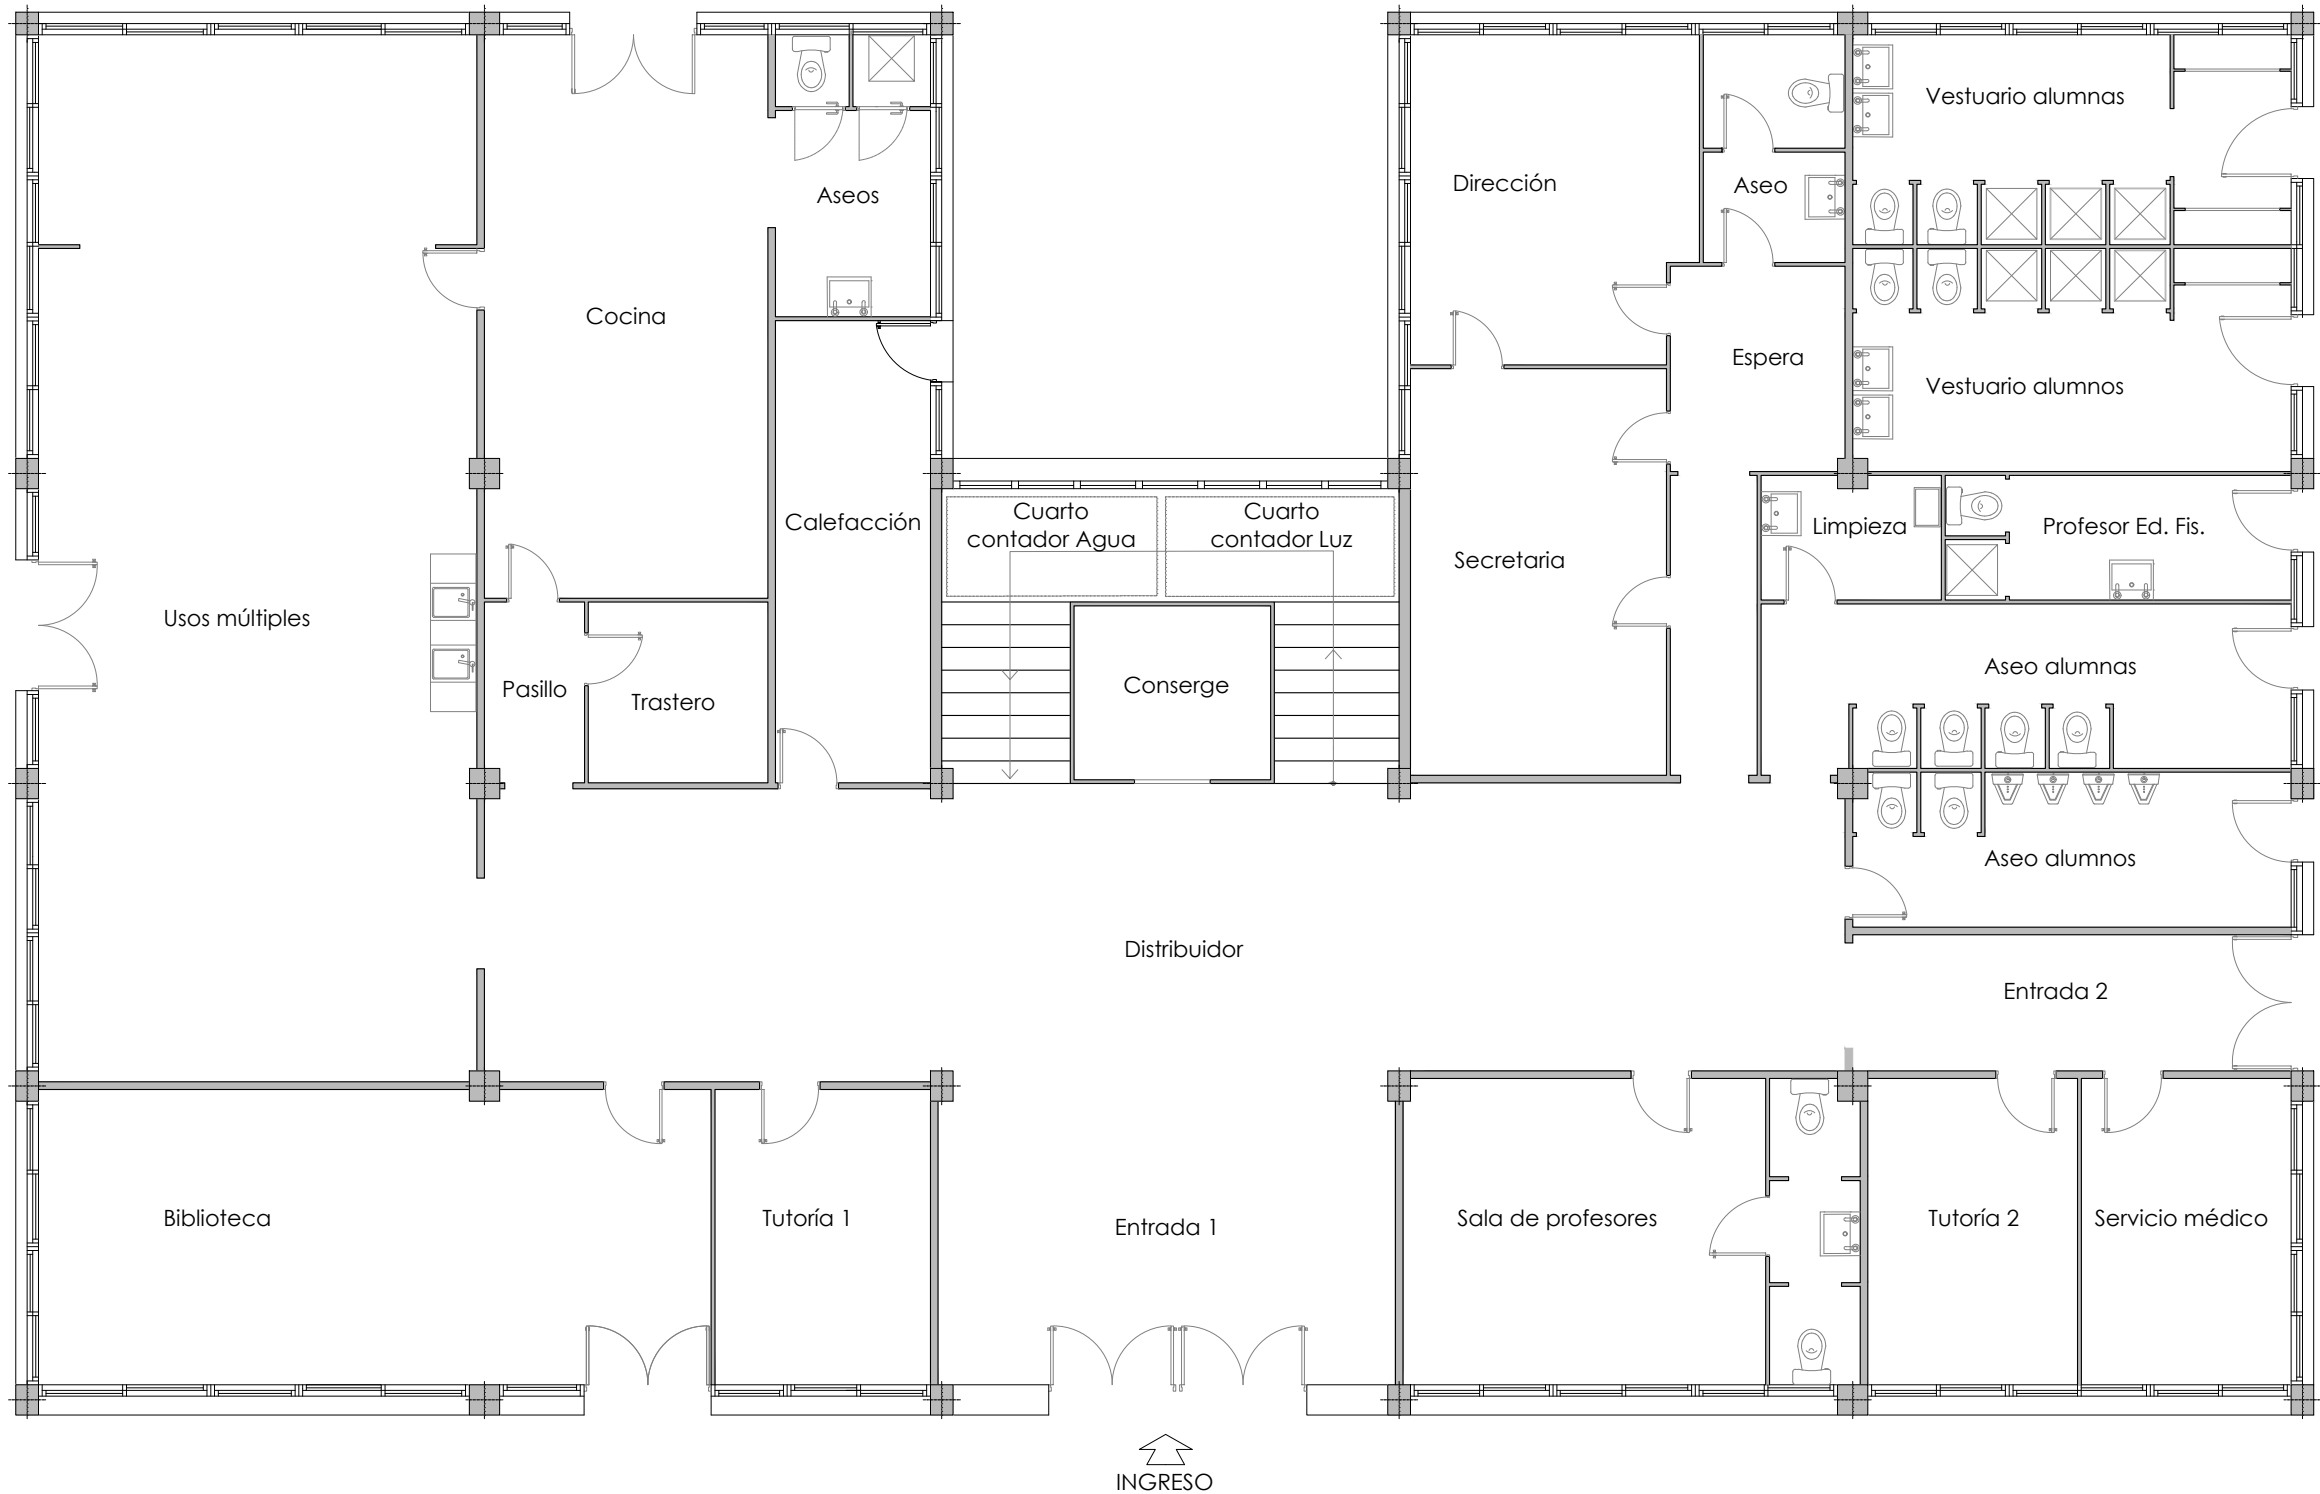 Vestuario alumnas
Dirección
Aseo
Aseos
Cocina
Espera
Vestuario alumnos
Cuarto
contador Agua
Cuarto
contador Luz
Calefacción
Limpieza
Profesor Ed. Fis.
Secretaria
Usos múltiples
Aseo alumnas
Pasillo
Trastero
Conserge
Aseo alumnos
Distribuidor
Entrada 2
Biblioteca
Tutoría 1
Entrada 1
Sala de profesores
Tutoría 2
Servicio médico
INGRESO